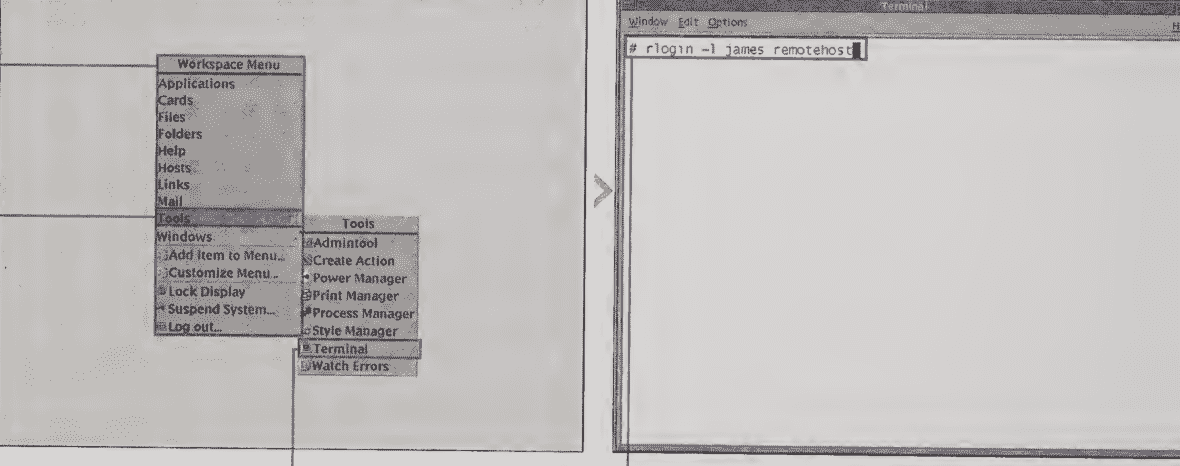 Workspace Menu
Applications
Cards
Files
Folders
Help
Hosts
Links
Mail
Tools
Windows
Add Item to Menu...
Customize Menu...
Lock Display
Suspend System...
Log out...
Tools
Admintool
Create Action
Power Manager
Print Manager
Process Manager
Style Manager
Terminal
Watch Errors
Terminal
Window Edit Options
# rlogin -l james remotehost